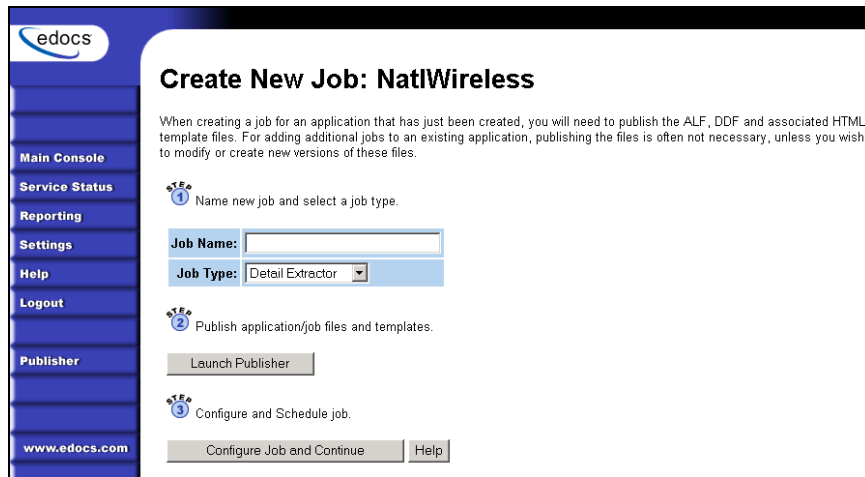 edocs
Create New Job: NatlWireless
When creating a job for an application that has just been created, you will need to publish the ALF, DDF and associated HTML
template files. For adding additional jobs to an existing application, publishing the files is often not necessary, unless you wish
to modify or create new versions of these files.
Main Console
Service Status
Reporting
Settings
Help
Logout
Publisher
www.edocs.com
STEP
1 Name new job and select a job type.
Job Name:
Job Type: Detail Extractor
STEP
2 Publish application/job files and templates.
Launch Publisher
STEP
3 Configure and Schedule job.
Configure Job and Continue Help